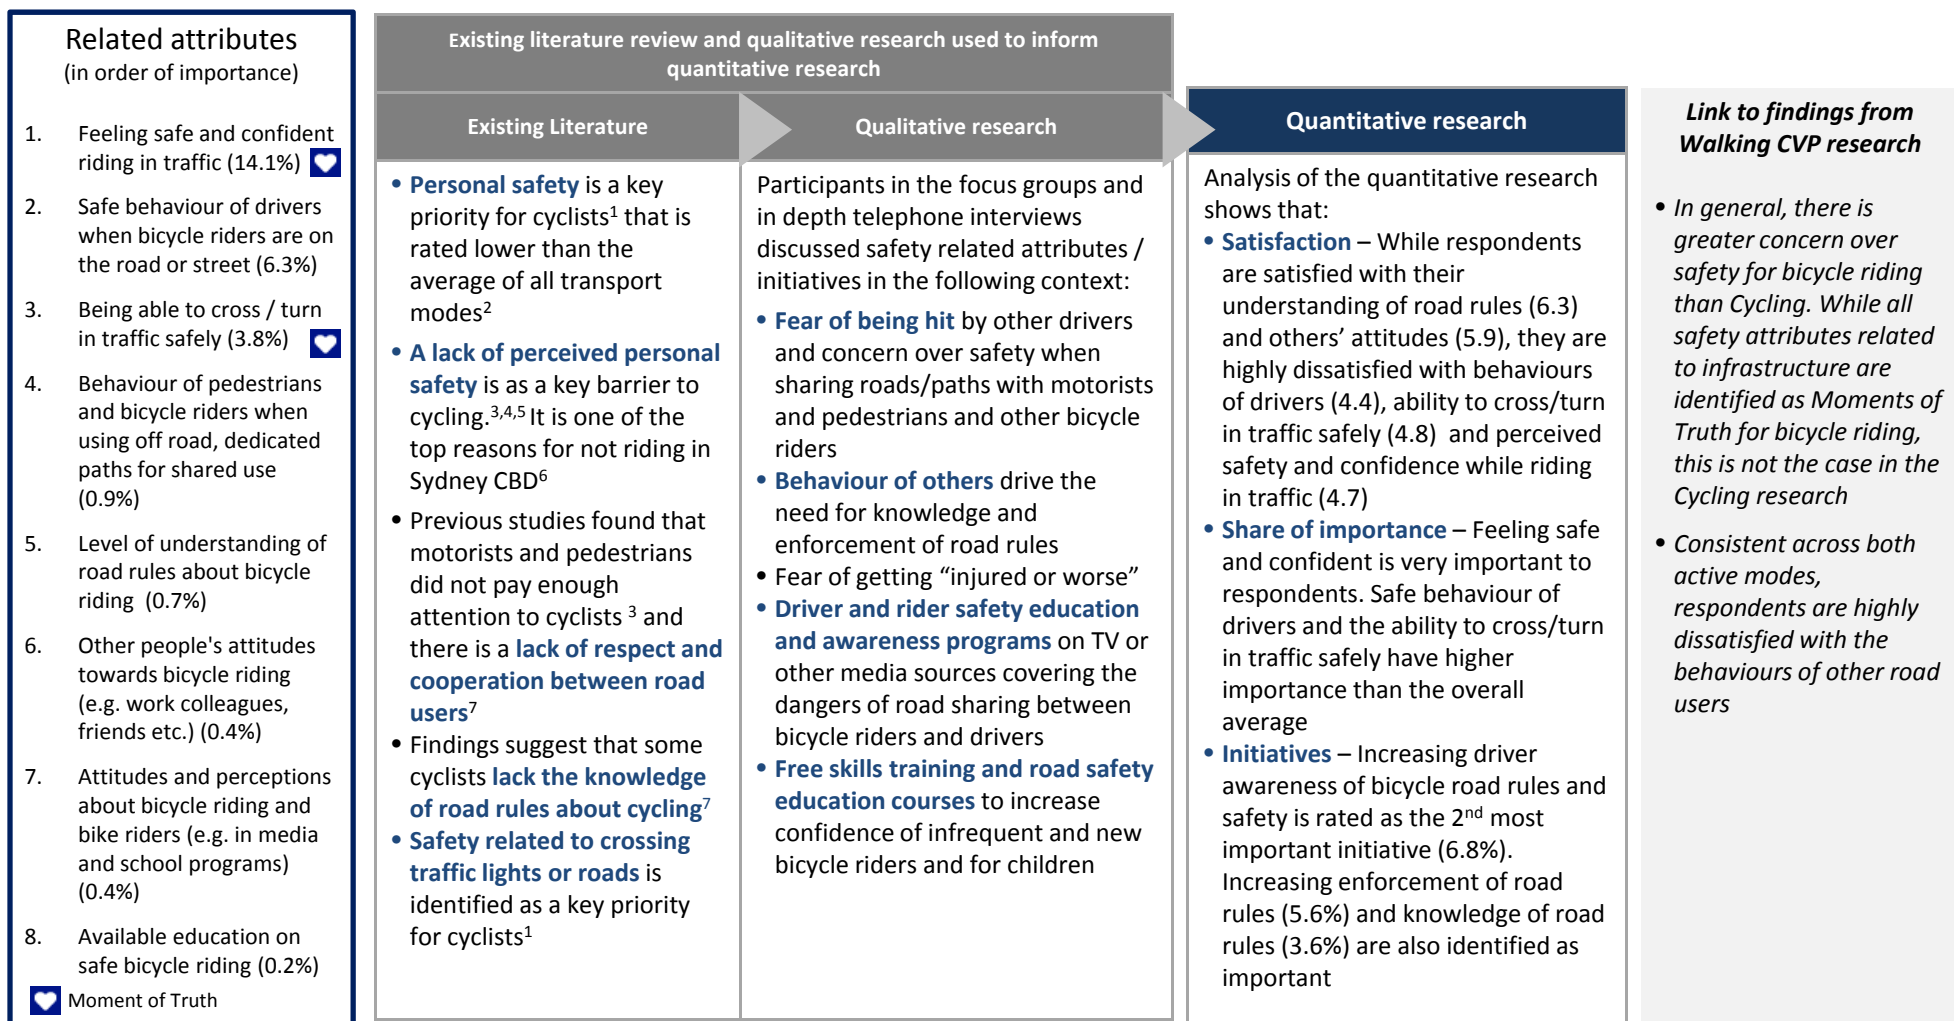 Related attributes
(in order of importance)
1. Feeling safe and confident
riding in traffic (14.1%)
2. Safe behaviour of drivers
when bicycle riders are on
the road or street (6.3%)
3. Being able to cross / turn
in traffic safely (3.8%)
4. Behaviour of pedestrians
and bicycle riders when
using off road, dedicated
paths for shared use
(0.9%)
5. Level of understanding of
road rules about bicycle
riding (0.7%)
6. Other people's attitudes
towards bicycle riding
(e.g. work colleagues,
friends etc.) (0.4%)
7. Attitudes and perceptions
about bicycle riding and
bike riders (e.g. in media
and school programs)
(0.4%)
8. Available education on
safe bicycle riding (0.2%)
Moment of Truth
Existing literature review and qualitative research used to inform
quantitative research
Existing Literature
• Personal safety is a key
priority for cyclists1 that is
rated lower than the
average of all transport
modes2
• A lack of perceived personal
safety is as a key barrier to
cycling.3,4,5 It is one of the
top reasons for not riding in
Sydney CBD6
• Previous studies found that
motorists and pedestrians
did not pay enough
attention to cyclists 3 and
there is a lack of respect and
cooperation between road
users7
• Findings suggest that some
cyclists lack the knowledge
of road rules about cycling7
• Safety related to crossing
traffic lights or roads is
identified as a key priority
for cyclists1
Qualitative research
Participants in the focus groups and
in depth telephone interviews
discussed safety related attributes /
initiatives in the following context:
• Fear of being hit by other drivers
and concern over safety when
sharing roads/paths with motorists
and pedestrians and other bicycle
riders
• Behaviour of others drive the
need for knowledge and
enforcement of road rules
• Fear of getting “injured or worse”
• Driver and rider safety education
and awareness programs on TV or
other media sources covering the
dangers of road sharing between
bicycle riders and drivers
• Free skills training and road safety
education courses to increase
confidence of infrequent and new
bicycle riders and for children
Quantitative research
Analysis of the quantitative research
shows that:
• Satisfaction – While respondents
are satisfied with their
understanding of road rules (6.3)
and others’ attitudes (5.9), they are
highly dissatisfied with behaviours
of drivers (4.4), ability to cross/turn
in traffic safely (4.8) and perceived
safety and confidence while riding
in traffic (4.7)
• Share of importance – Feeling safe
and confident is very important to
respondents. Safe behaviour of
drivers and the ability to cross/turn
in traffic safely have higher
importance than the overall
average
• Initiatives – Increasing driver
awareness of bicycle road rules and
safety is rated as the 2nd most
important initiative (6.8%).
Increasing enforcement of road
rules (5.6%) and knowledge of road
rules (3.6%) are also identified as
important
Link to findings from
Walking CVP research
• In general, there is
greater concern over
safety for bicycle riding
than Cycling. While all
safety attributes related
to infrastructure are
identified as Moments of
Truth for bicycle riding,
this is not the case in the
Cycling research
• Consistent across both
active modes,
respondents are highly
dissatisfied with the
behaviours of other road
users